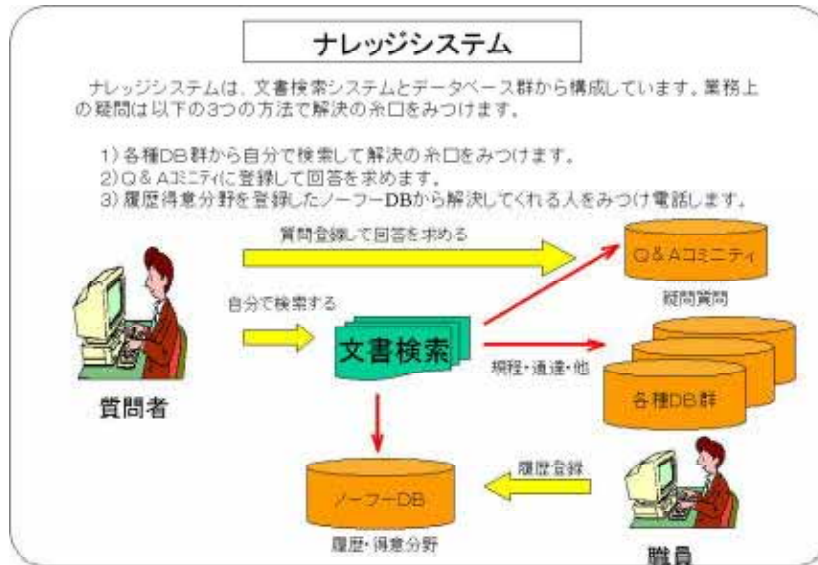 ナレッジシステム
ナレッジシステムは、文書検索システムとデータベース群から構成しています。業務上
の疑問は以下の3つの方法で解決の糸口をみつけます。
1)各種DB群から自分で検索して解決の糸口をみつけます。
2)Q&Aコミニティに登録して回答を求めます。
3)履歴得意分野を登録したノーフーDBから解決してくれる人をみつけ電話します。
質問登録して回答を求める
Q&Aコミニティ
疑問質問
自分で検索する
文書検索
規程・通達・他
各種DB群
質問者
履歴登録
ノーフーDB
履歴・得意分野
職員